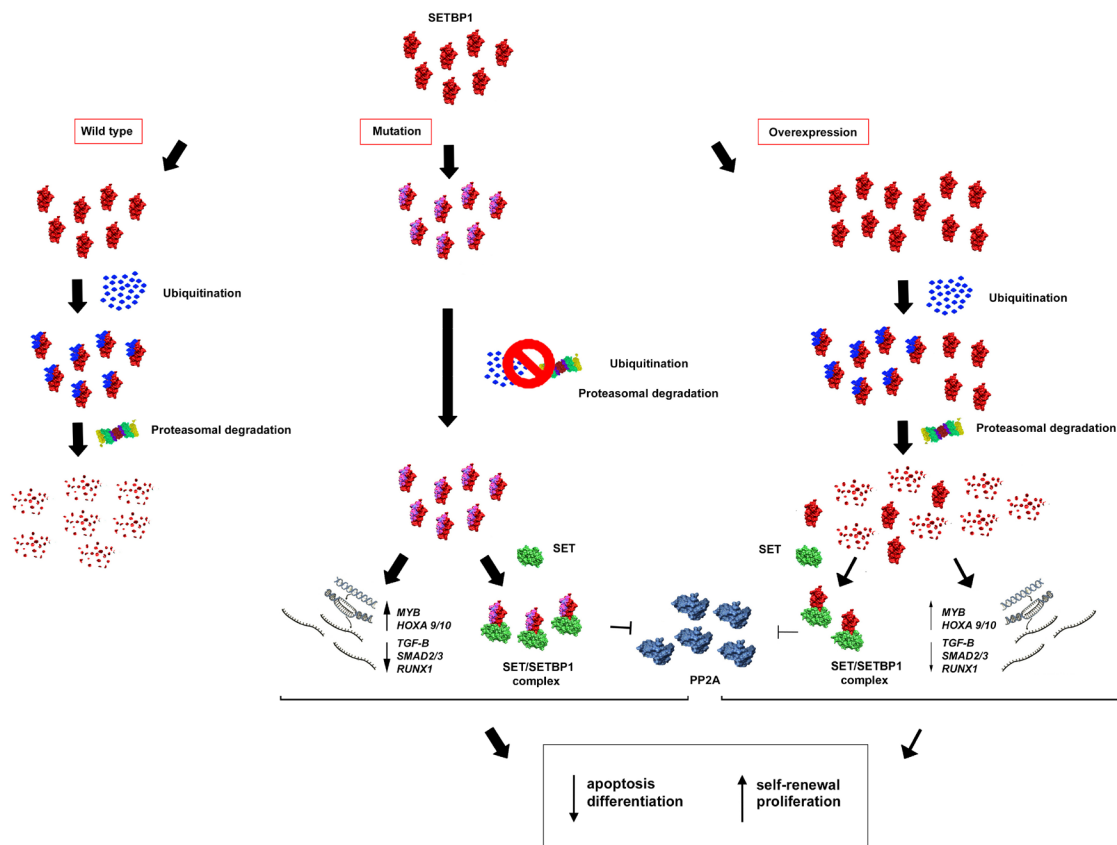 SETBP1
Wild type
Mutation
Overexpression
Ubiquitination
Ubiquitination
Ubiquitination
Proteasomal degradation
Proteasomal degradation
Proteasomal degradation
SET
SET
MYB
HOXA 9/10
TGF-B
SMAD2/3
RUNX1
SET/SETBP1
complex
PP2A
SET/SETBP1
complex
MYB
HOXA 9/10
TGF-B
SMAD2/3
RUNX1
apoptosis
differentiation
self-renewal
proliferation